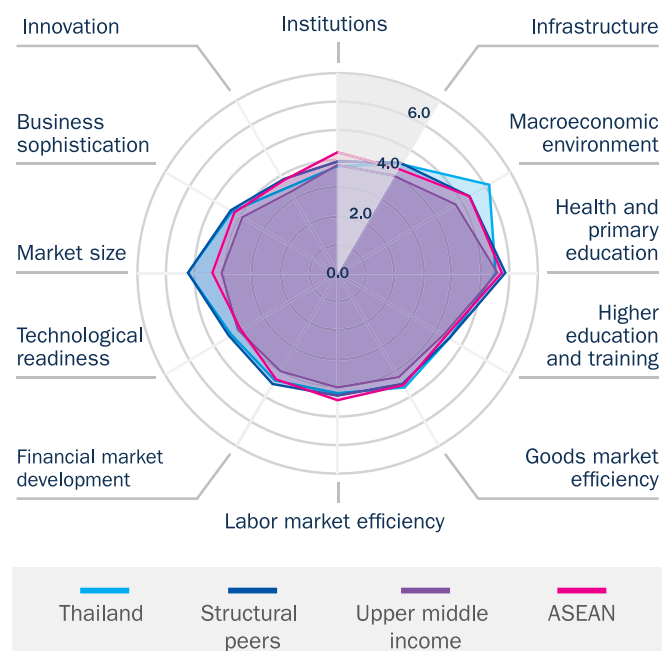 Innovation
Institutions
Infrastructure
Business
sophistication
Macroeconomic
environment
6.0
4.0
2.0
0.0
Market size
Health and
primary
education
Technological
readiness
Higher
education
and training
Financial market
development
Goods market
efficiency
Labor market efficiency
Thailand
Structural
peers
Upper middle
income
ASEAN